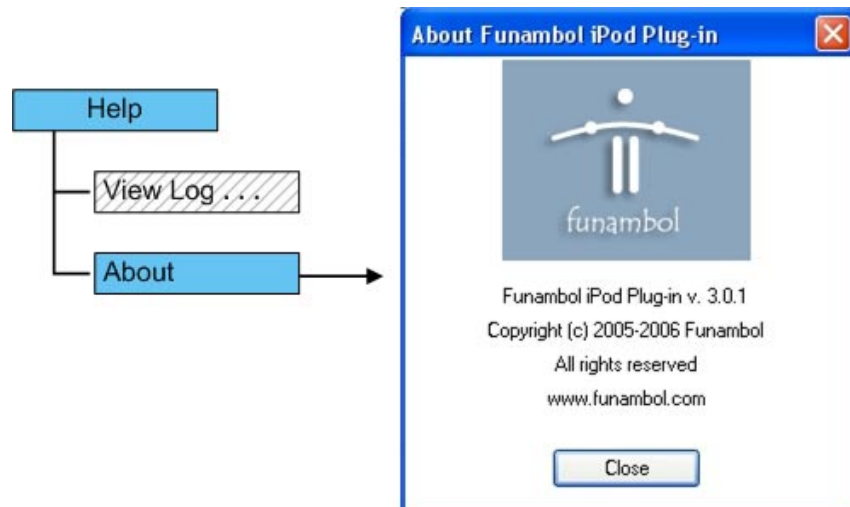 Help
View Log . . .
About
About Funambol iPod Plug-in
funambol
Funambol iPod Plug-in v. 3.0.1
Copyright (c) 2005-2006 Funambol
All rights reserved
www.funambol.com
Close